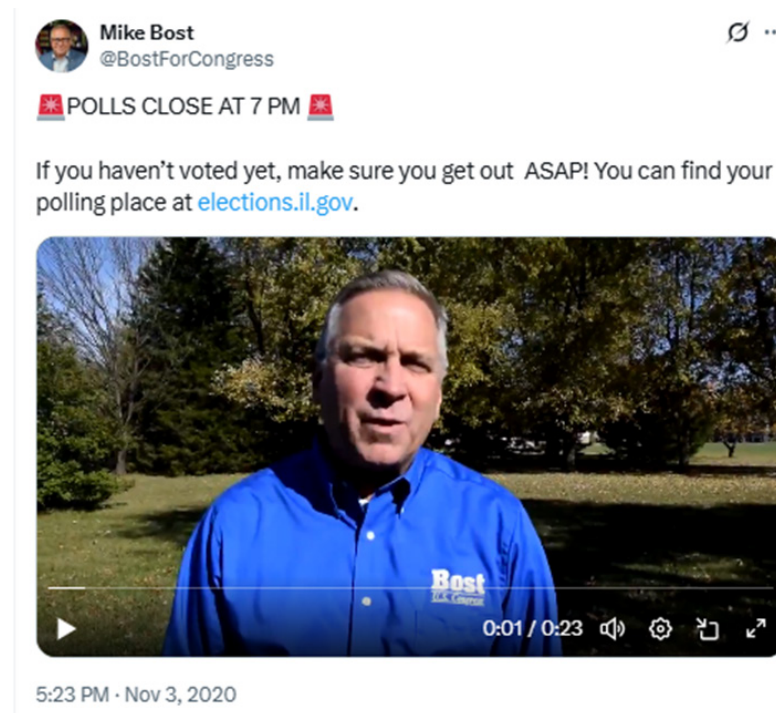 Mike Bost
@BostForCongress
🚨POLLS CLOSE AT 7 PM 🚨
If you haven’t voted yet, make sure you get out  ASAP! You can find your
polling place at elections.il.gov.
Bost
U.S. Congress
0:01 / 0:23
5:23 PM · Nov 3, 2020